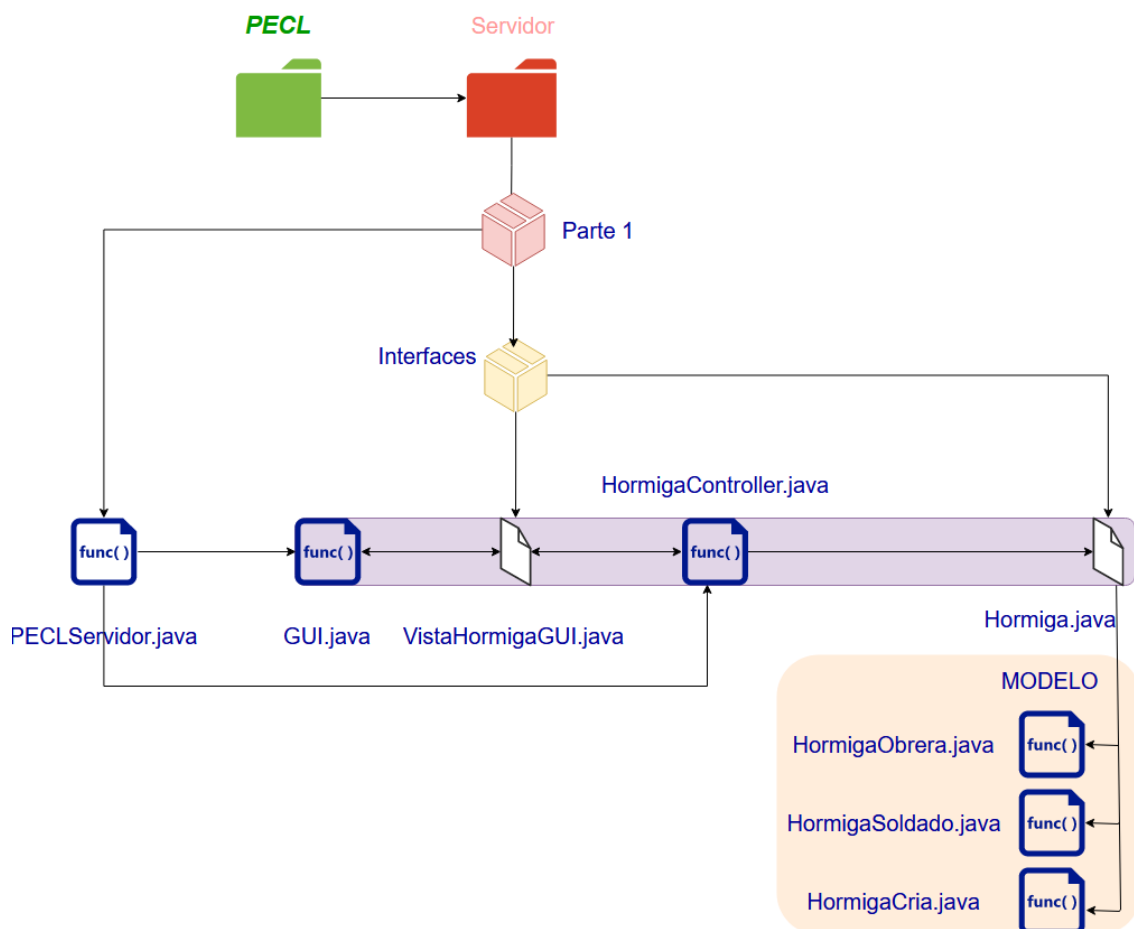 PECL
Servidor
Parte 1
Interfaces
HormigaController.java
func( )
func( )
func( )
PECLServidor.java
GUI.java
VistaHormigaGUI.java
Hormiga.java
MODELO
HormigaObrera.java
func( )
HormigaSoldado.java
func( )
HormigaCria.java
func( )